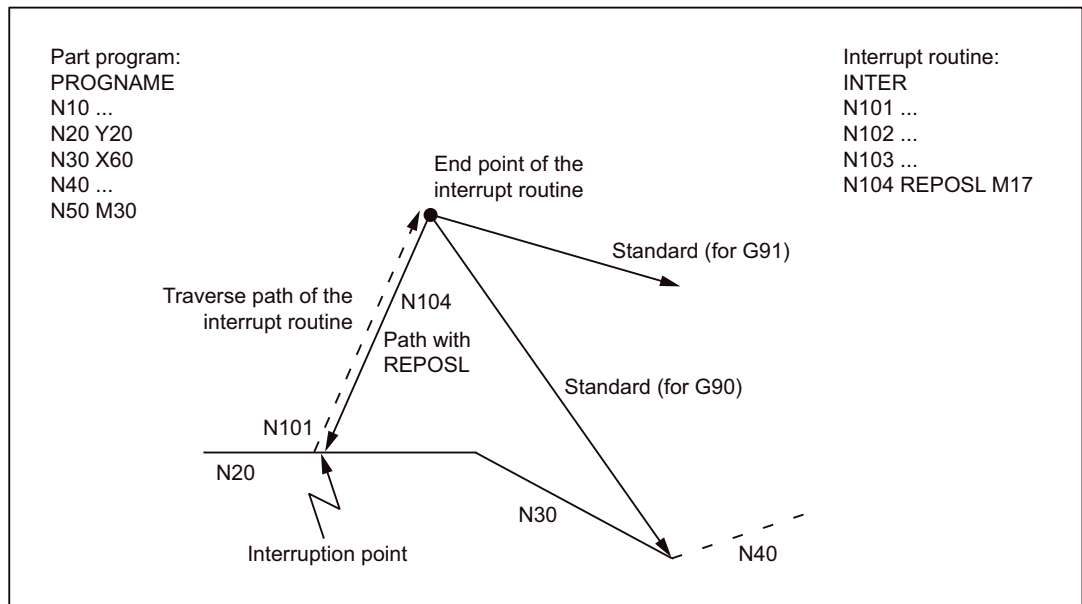 Part program:
PROGNAME
N10 ...
N20 Y20
N30 X60
N40 ...
N50 M30
Interrupt routine:
INTER
N101 ...
N102 ...
N103 ...
N104 REPOSL M17
End point of the
interrupt routine
Standard (for G91)
Traverse path of the
interrupt routine
N104
Path with
REPOSL
Standard (for G90)
N101
N20
N30
Interruption point
N40